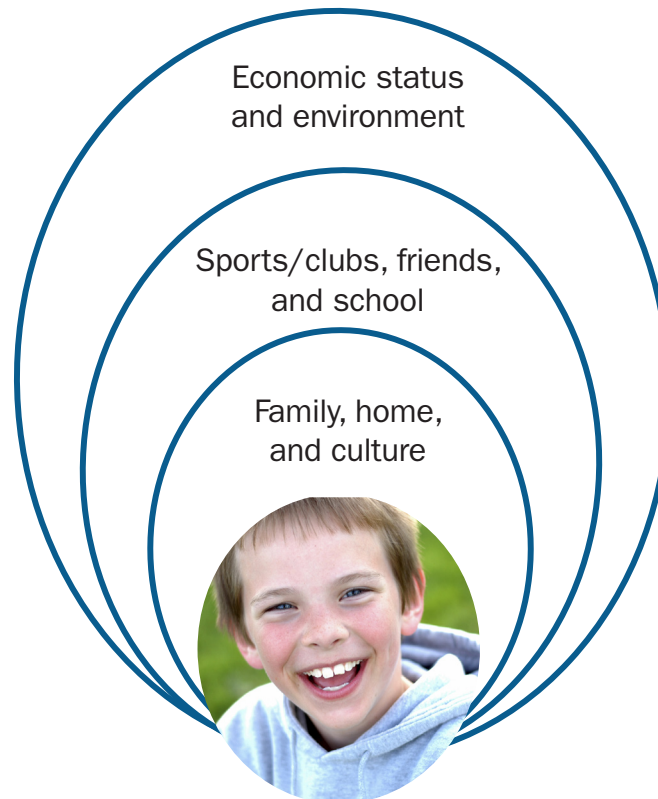 Economic status
and environment
Sports/clubs, friends,
and school
Family, home,
and culture